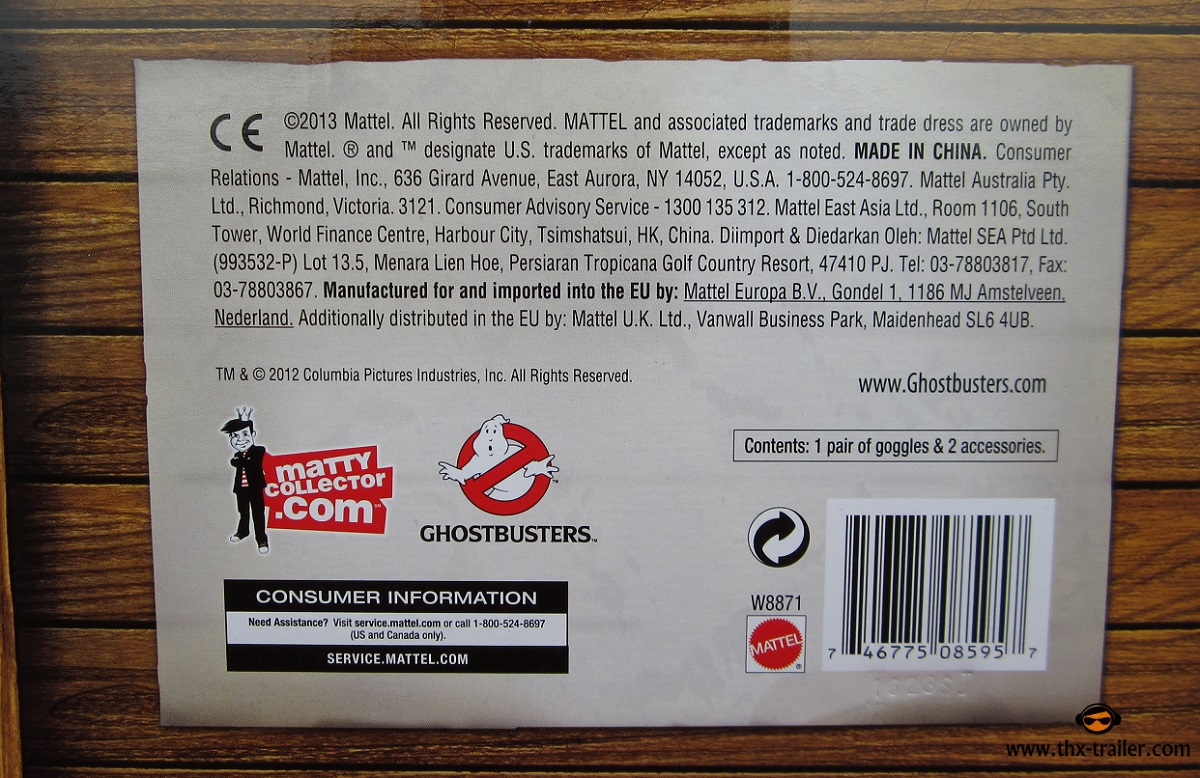 CE ©2013 Mattel. All Rights Reserved. MATTEL and associated trademarks and trade dress are owned by
Mattel. ® and ™ designate U.S. trademarks of Mattel, except as noted. MADE IN CHINA. Consumer
Relations - Mattel, Inc., 636 Girard Avenue, East Aurora, NY 14052, U.S.A. 1-800-524-8697. Mattel Australia Pty.
Ltd., Richmond, Victoria. 3121. Consumer Advisory Service - 1300 135 312. Mattel East Asia Ltd., Room 1106, South
Tower, World Finance Centre, Harbour City, Tsimshatsui, HK, China. Diimport & Diedarkan Oleh: Mattel SEA Ptd Ltd.
(993532-P) Lot 13.5, Menara Lien Hoe, Persiaran Tropicana Golf Country Resort, 47410 PJ. Tel: 03-78803817, Fax:
03-78803867. Manufactured for and imported into the EU by: Mattel Europa B.V., Gondel 1, 1186 MJ Amstelveen,
Nederland. Additionally distributed in the EU by: Mattel U.K. Ltd., Vanwall Business Park, Maidenhead SL6 4UB.
TM & © 2012 Columbia Pictures Industries, Inc. All Rights Reserved.
www.Ghostbusters.com
maTTY
COLLECTOR
.com
GHOSTBUSTERS™
Contents: 1 pair of goggles & 2 accessories.
CONSUMER INFORMATION
Need Assistance? Visit service.mattel.com or call 1-800-524-8697
(US and Canada only).
SERVICE.MATTEL.COM
W8871
MATTEL
®
7 46775 08595 7
www.thx-trailer.com